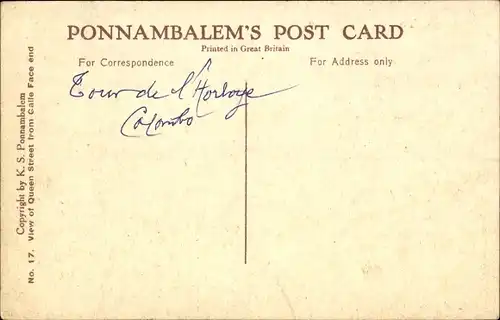 PONNAMBALEM'S POST CARD
Printed in Great Britain
For Correspondence
For Address only
Tour de l'Horloge
Colombo
Copyright by K. S. Ponnambalem
No. 17. View of Queen Street from Calle Face end